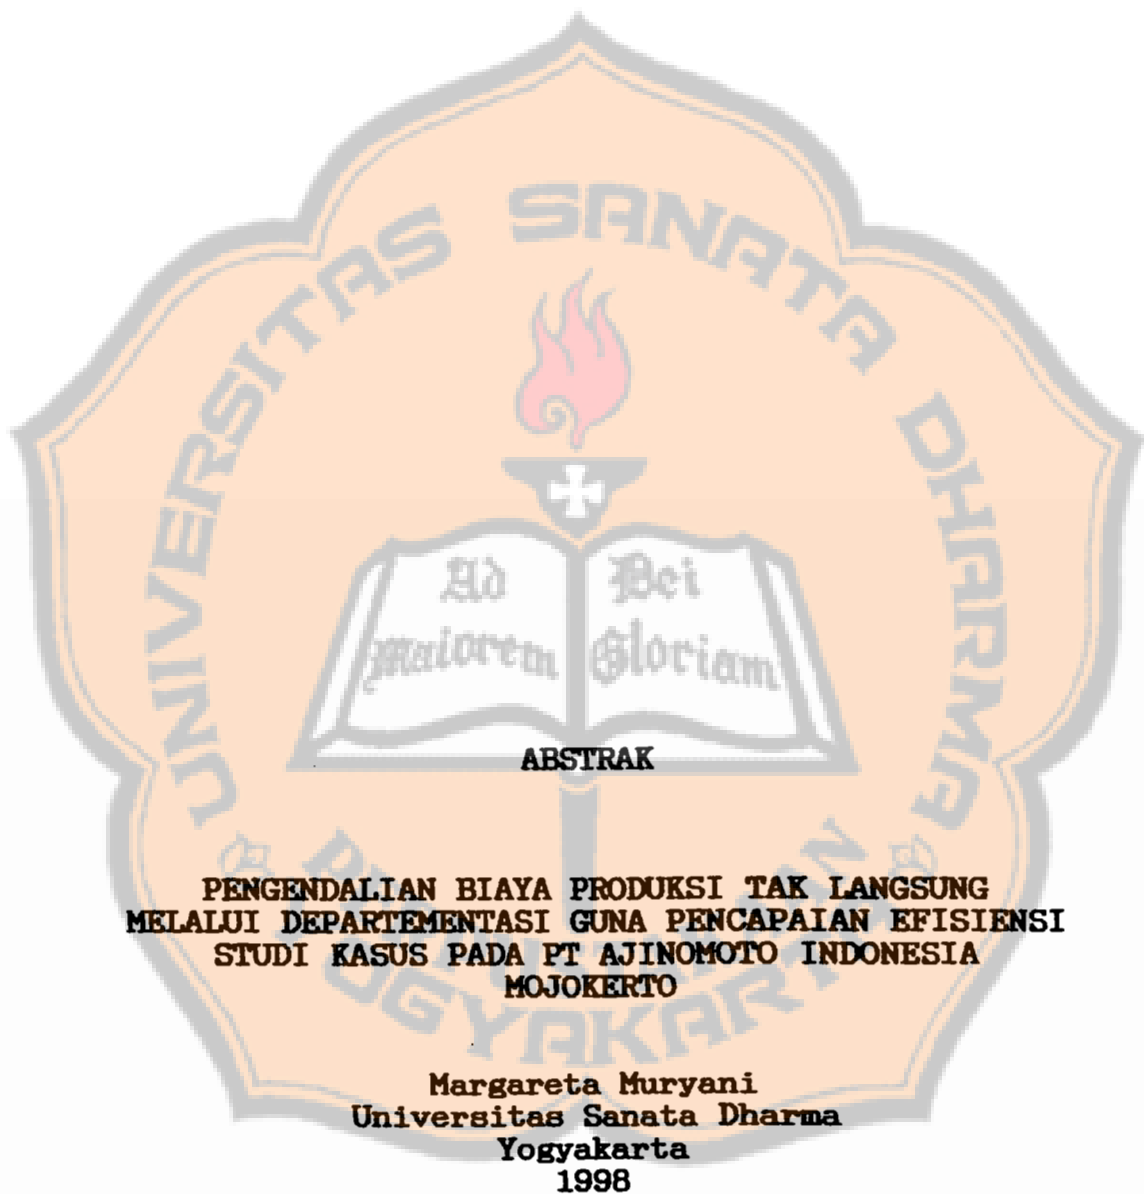 UNIVERSITAS SANATA DHARMA
Ad Dei
Maiorem Gloriam
ABSTRAK
PENGENDALIAN BIAYA PRODUKSI TAK LANGSUNG
MELALUI DEPARTEMENTASI GUNA PENCAPAIAN EFISIENSI
STUDI KASUS PADA PT AJINOMOTO INDONESIA
MOJOKERTO
YOGYAKARTA
Margareta Muryani
Universitas Sanata Dharma
Yogyakarta
1998